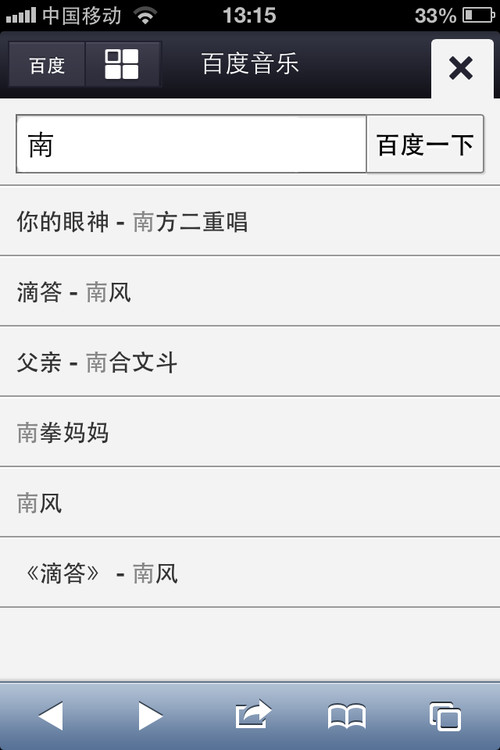 中国移动 13:15 33%
百度 百度音乐
南 百度一下
你的眼神 - 南方二重唱
滴答 - 南风
父亲 - 南合文斗
南拳妈妈
南风
《滴答》 - 南风